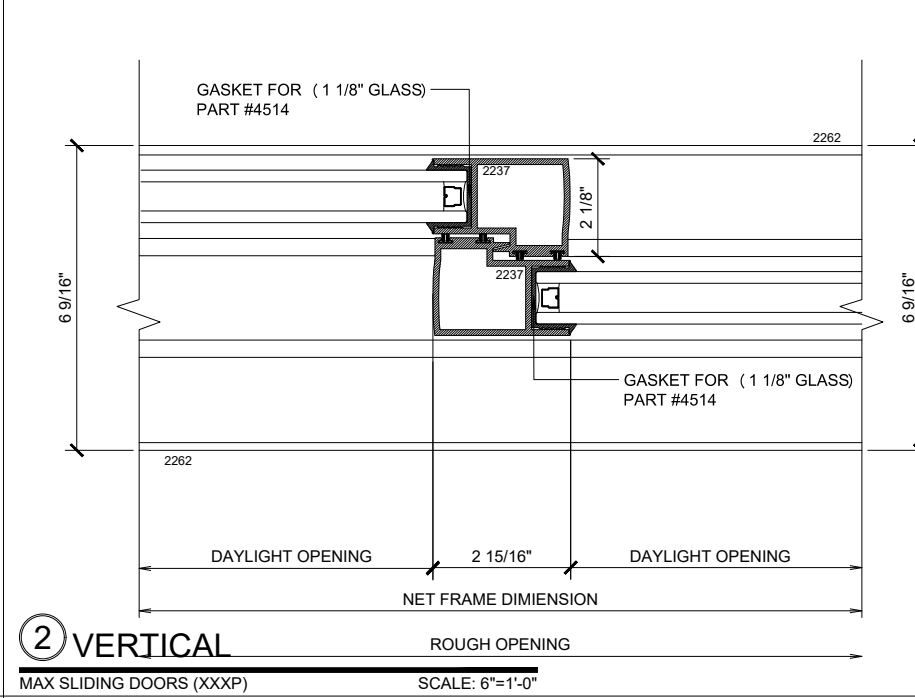 GASKET FOR ( 1 1/8" GLASS)
PART #4514
2262
2237
2 1/8"
6 9/16"
6 9/16"
2237
GASKET FOR ( 1 1/8" GLASS)
PART #4514
2262
DAYLIGHT OPENING
2 15/16"
DAYLIGHT OPENING
NET FRAME DIMIENSION
2 VERTICAL
ROUGH OPENING
MAX SLIDING DOORS (XXXP)
SCALE: 6"=1'-0"